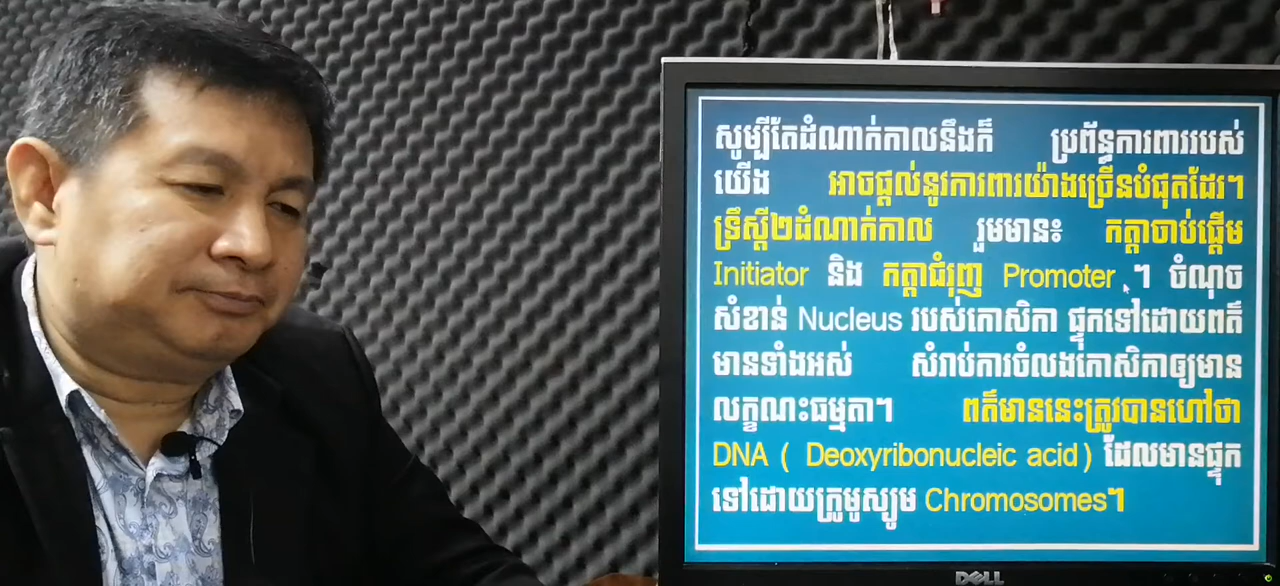 សូម្បីតែដំណាក់កាលនឹងក៏ ប្រព័ន្ធការពាររបស់
យើង អាចផ្តល់នូវការពារយ៉ាងច្រើនបំផុតដែរ។
ទ្រឹស្តី២ដំណាក់កាល រួមមាន៖ កត្តាចាប់ផ្តើម
Initiator និង កត្តាជំរុញ Promoter ។ ចំណុច
សំខាន់ Nucleus របស់កោសិកា ផ្ទុកទៅដោយពត៌
មានទាំងអស់ សំរាប់ការចំលងកោសិកាឲ្យមាន
លក្ខណះធម្មតា។ ពត៌មាននេះត្រូវបានហៅថា
DNA ( Deoxyribonucleic acid) ដែលមានផ្ទុក
ទៅដោយក្រូមូស្យូម Chromosomes។
DELL